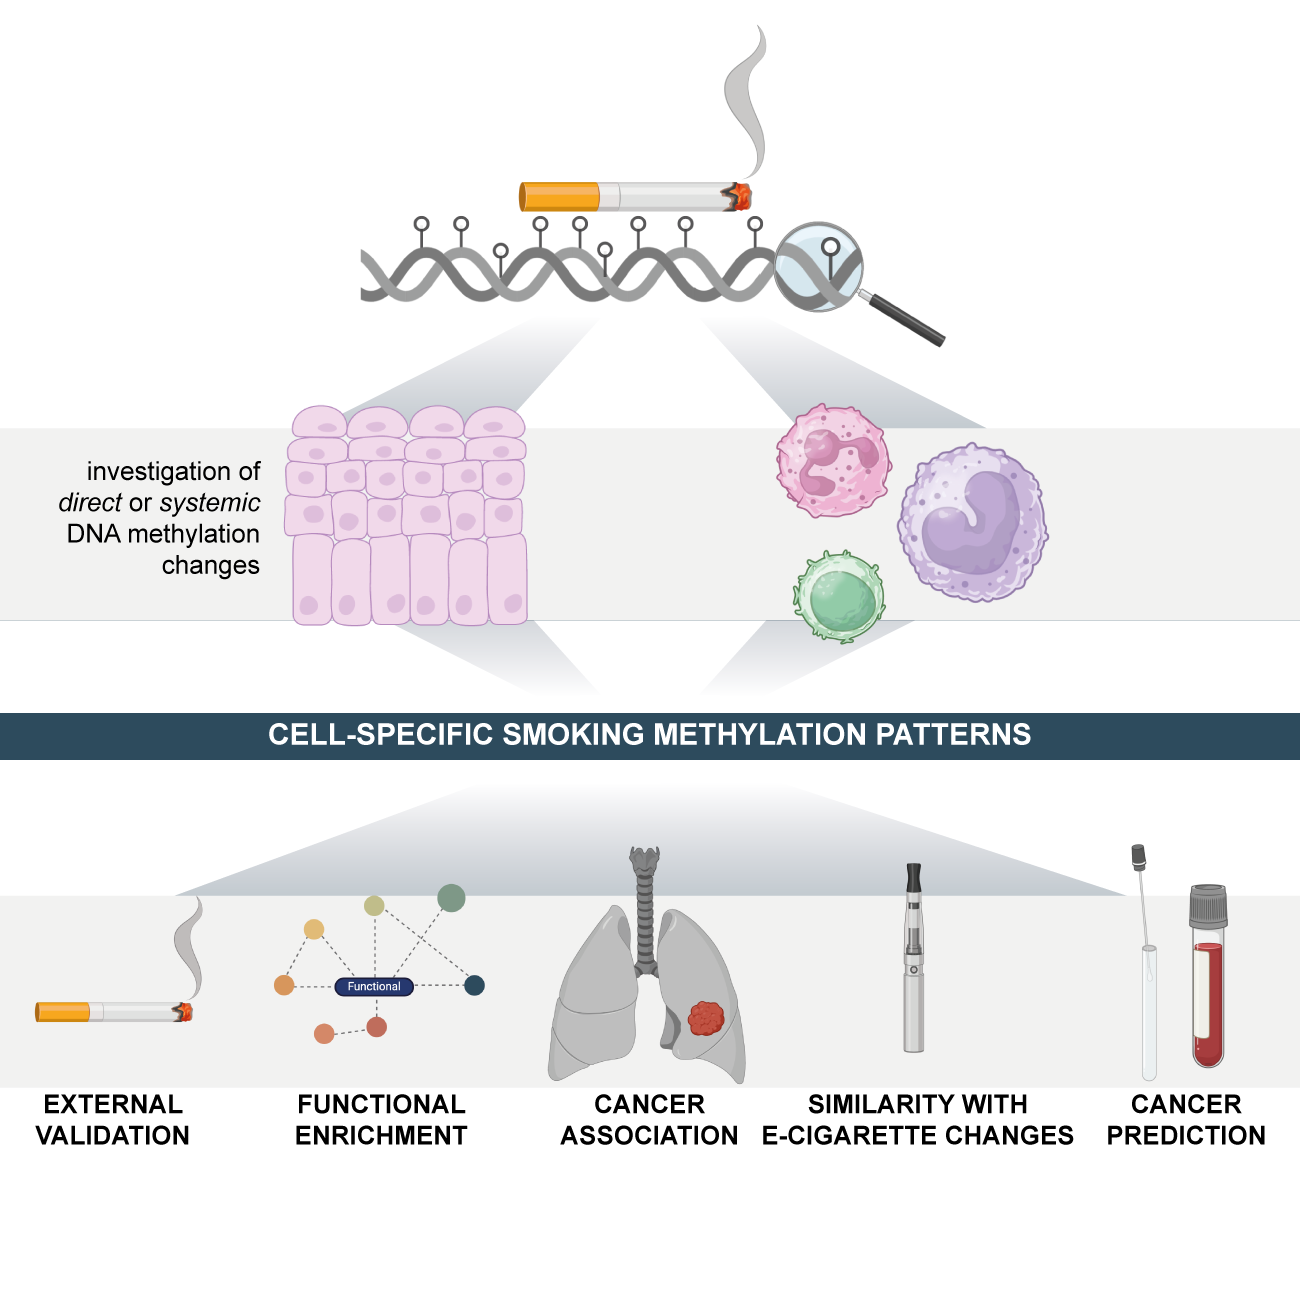 investigation of
direct or systemic
DNA methylation
changes
CELL-SPECIFIC SMOKING METHYLATION PATTERNS
Functional
EXTERNAL
VALIDATION
FUNCTIONAL
ENRICHMENT
CANCER
ASSOCIATION
SIMILARITY WITH
E-CIGARETTE CHANGES
CANCER
PREDICTION